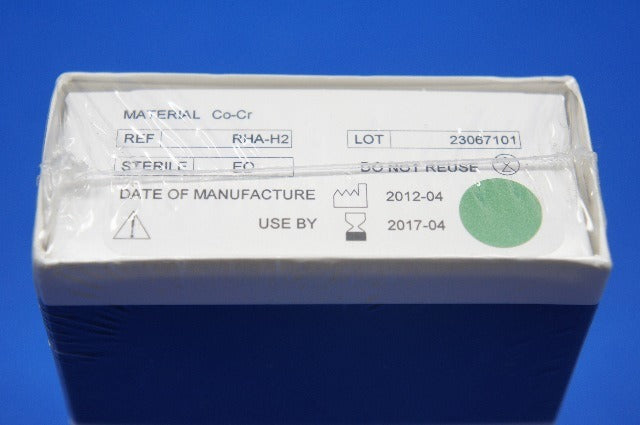 MATERIAL Co-Cr
REF RHA-H2 LOT 23067101
STERILE EO DO NOT REUSE 2
DATE OF MANUFACTURE 2012-04
USE BY 2017-04